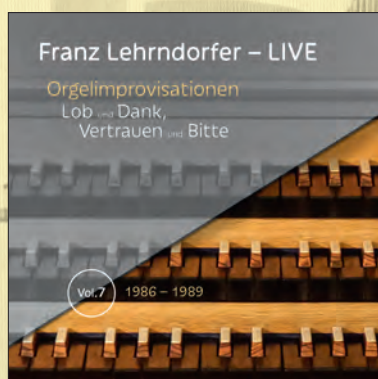 Franz Lehrndorfer – LIVE
Orgelimprovisationen
Lob und Dank,
Vertrauen und Bitte
Vol.7 1986 – 1989